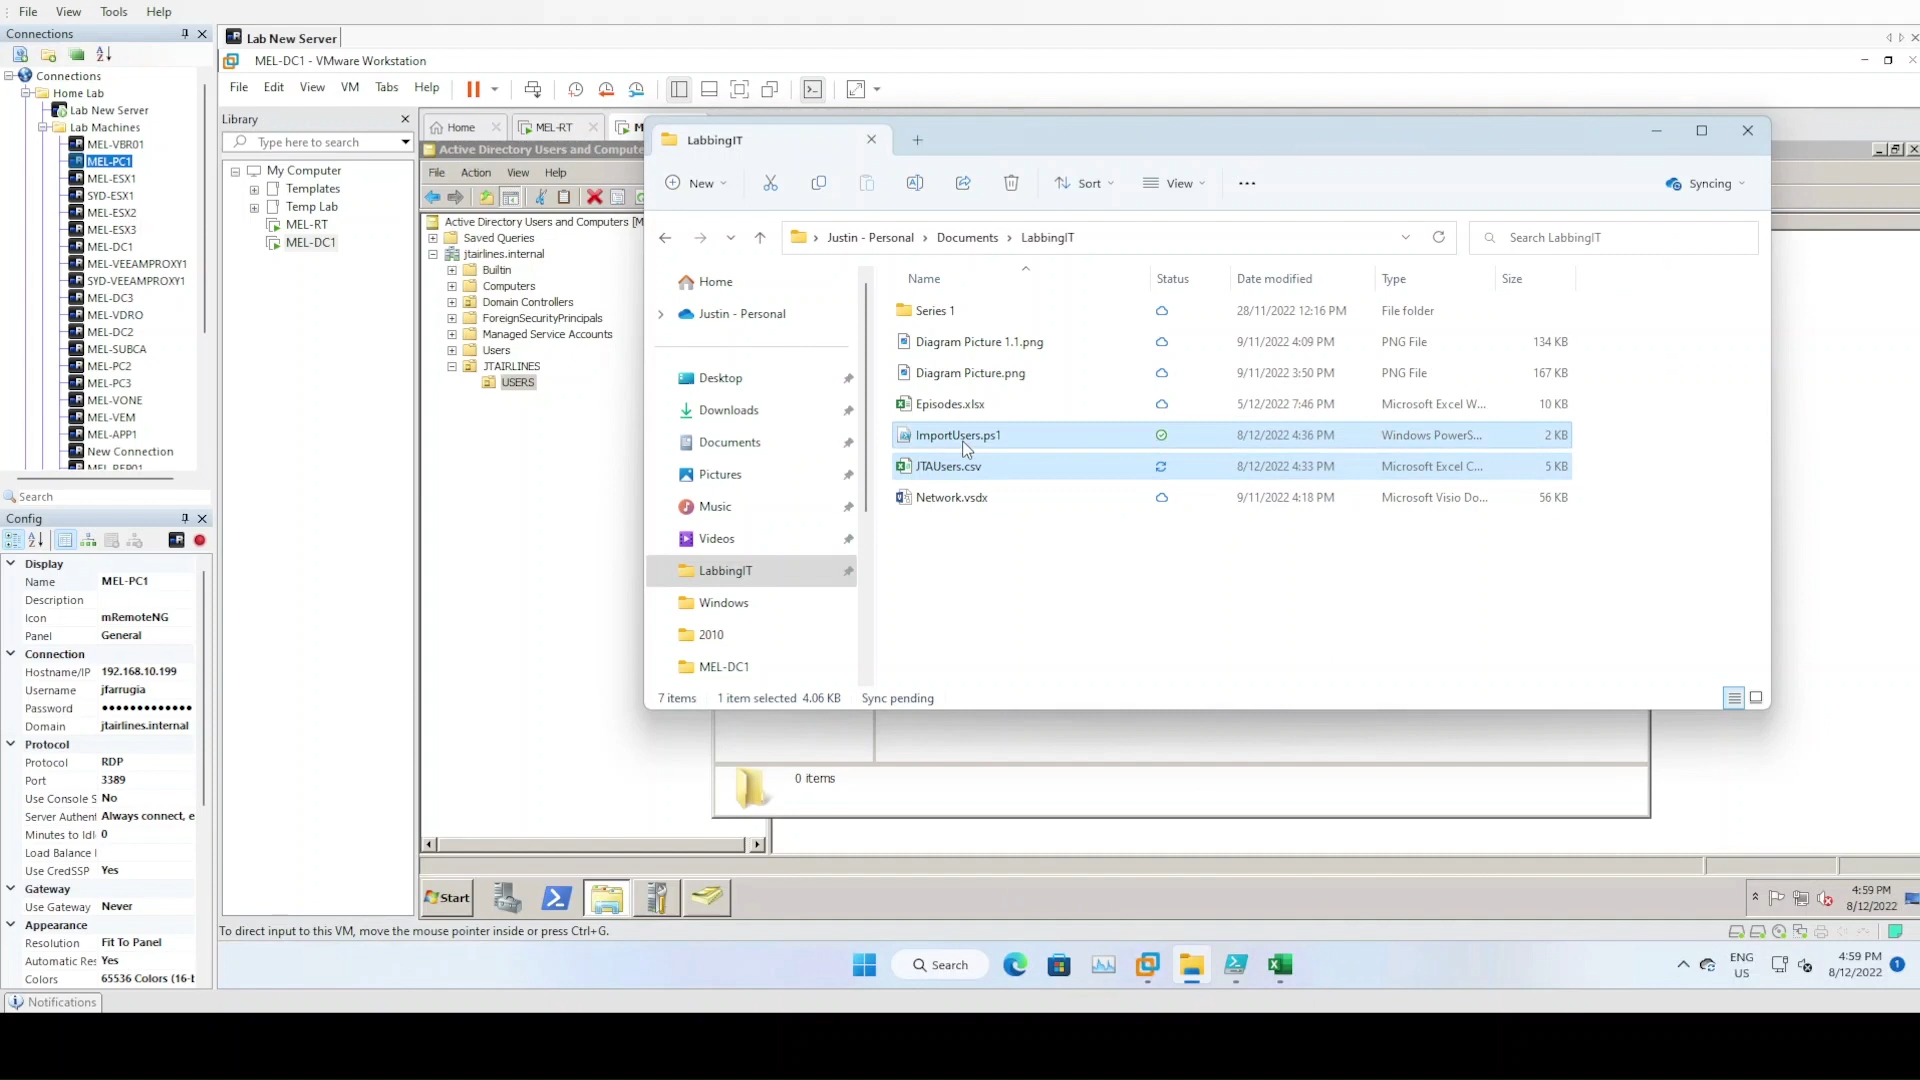 File View Tools Help
Connections
Lab New Server
MEL-DC1 - VMware Workstation
File Edit View VM Tabs Help
Connections
Home Lab
Lab New Server
Lab Machines
MEL-VBR01
MEL-PC1
MEL-ESX1
SYD-ESX1
MEL-ESX2
MEL-ESX3
MEL-DC1
MEL-VEEAMPROXY1
SYD-VEEAMPROXY1
MEL-DC3
MEL-VDRO
MEL-DC2
MEL-SUBCA
MEL-PC2
MEL-PC3
MEL-VONE
MEL-VEM
MEL-APP1
New Connection
MEL-REP01
Search
Config
Display
Name MEL-PC1
Description
Icon mRemoteNG
Panel General
Connection
Hostname/IP 192.168.10.199
Username jfarrugia
Password ●●●●●●●●●●●●●
Domain jtairlines.internal
Protocol
Protocol RDP
Port 3389
Use Console S No
Server Authent Always connect, e
Minutes to Idl 0
Load Balance I
Use CredSSP Yes
Gateway
Use Gateway Never
Appearance
Resolution Fit To Panel
Automatic Res Yes
Colors 65536 Colors (16-b
Notifications
Library
Type here to search
My Computer
Templates
Temp Lab
MEL-RT
MEL-DC1
Home MEL-RT M
Active Directory Users and Compute
File Action View Help
Active Directory Users and Computers [M
Saved Queries
jtairlines.internal
Builtin
Computers
Domain Controllers
ForeignSecurityPrincipals
Managed Service Accounts
Users
JTAIRLINES
USERS
LabbingIT
New Sort View Syncing
Justin - Personal Documents LabbingIT
Search LabbingIT
Home
Justin - Personal
Desktop
Downloads
Documents
Pictures
Music
Videos
LabbingIT
Windows
2010
MEL-DC1
Name Status Date modified Type Size
Series 1 28/11/2022 12:16 PM File folder
Diagram Picture 1.1.png 9/11/2022 4:09 PM PNG File 134 KB
Diagram Picture.png 9/11/2022 3:50 PM PNG File 167 KB
Episodes.xlsx 5/12/2022 7:46 PM Microsoft Excel W... 10 KB
ImportUsers.ps1 8/12/2022 4:36 PM Windows PowerS... 2 KB
JTAUsers.csv 8/12/2022 4:33 PM Microsoft Excel C... 5 KB
Network.vsdx 9/11/2022 4:18 PM Microsoft Visio Do... 56 KB
7 items 1 item selected 4.06 KB Sync pending
0 items
Start
4:59 PM
8/12/2022
To direct input to this VM, move the mouse pointer inside or press Ctrl+G.
Search
ENG
US
4:59 PM
8/12/2022
1